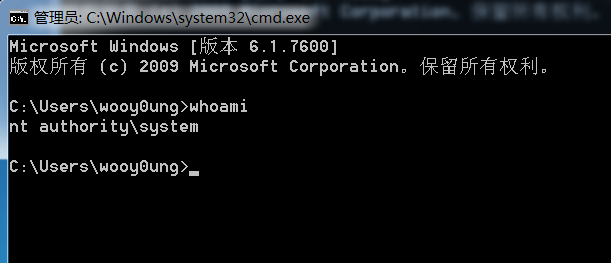 管理员: C:\Windows\system32\cmd.exe
Microsoft Windows [版本 6.1.7600]
版权所有 (c) 2009 Microsoft Corporation。保留所有权利。
C:\Users\wooy0ung>whoami
nt authority\system
C:\Users\wooy0ung>